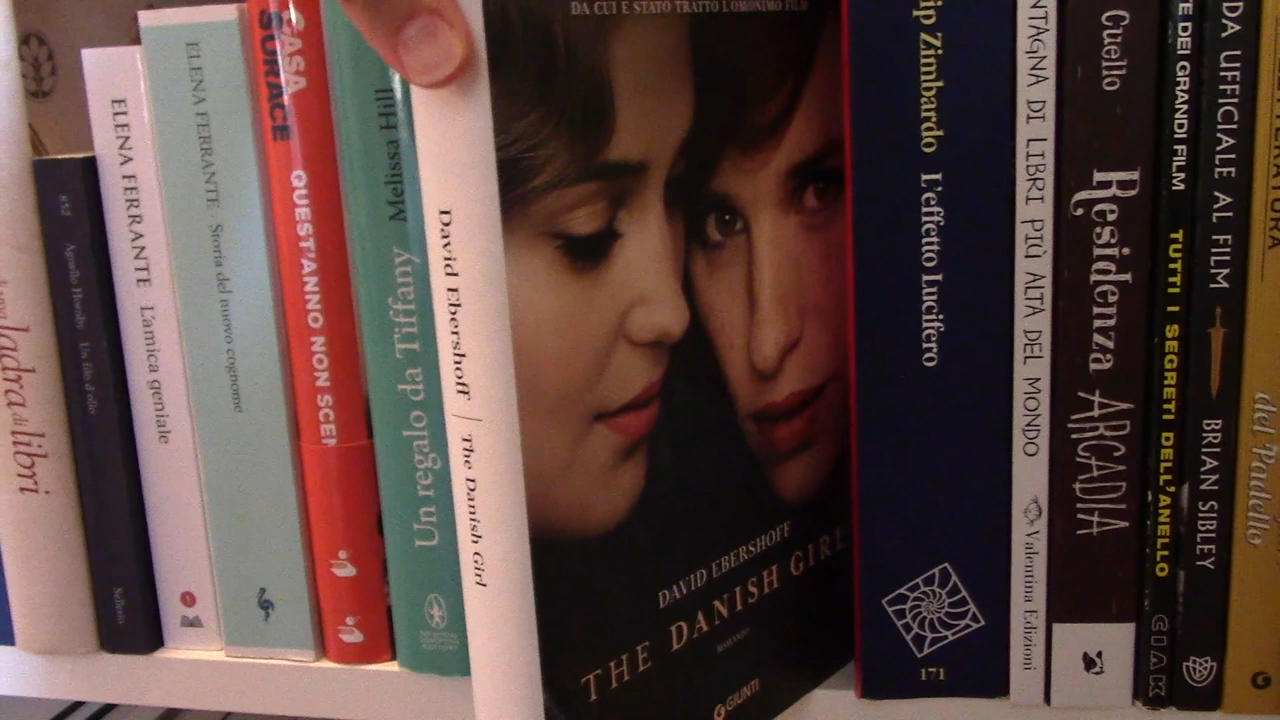 ladra di libri
Agnello Hornby Un filo d'olio
Sellerio
ELENA FERRANTE L'amica geniale
ELENA FERRANTE Storia del nuovo cognome
CASA
SURACE
QUEST'ANNO NON SCEN
Melissa Hill
Un regalo da Tiffany
David Ebershoff | The Danish Girl
DA CUI È STATO TRATTO L'OMONIMO FILM
DAVID EBERSHOFF
THE DANISH GIRL
ROMANZO
GIUNTI
ip Zimbardo L'effetto Lucifero
171
NTAGNA DI LIBRI PIÙ ALTA DEL MONDO
Valentina Edizioni
Cuello
Residenza ARCADIA
E DEI GRANDI FILM
TUTTI I SEGRETI DELL'ANELLO
CIAK
DA UFFICIALE AL FILM
BRIAN SIBLEY
del Padello